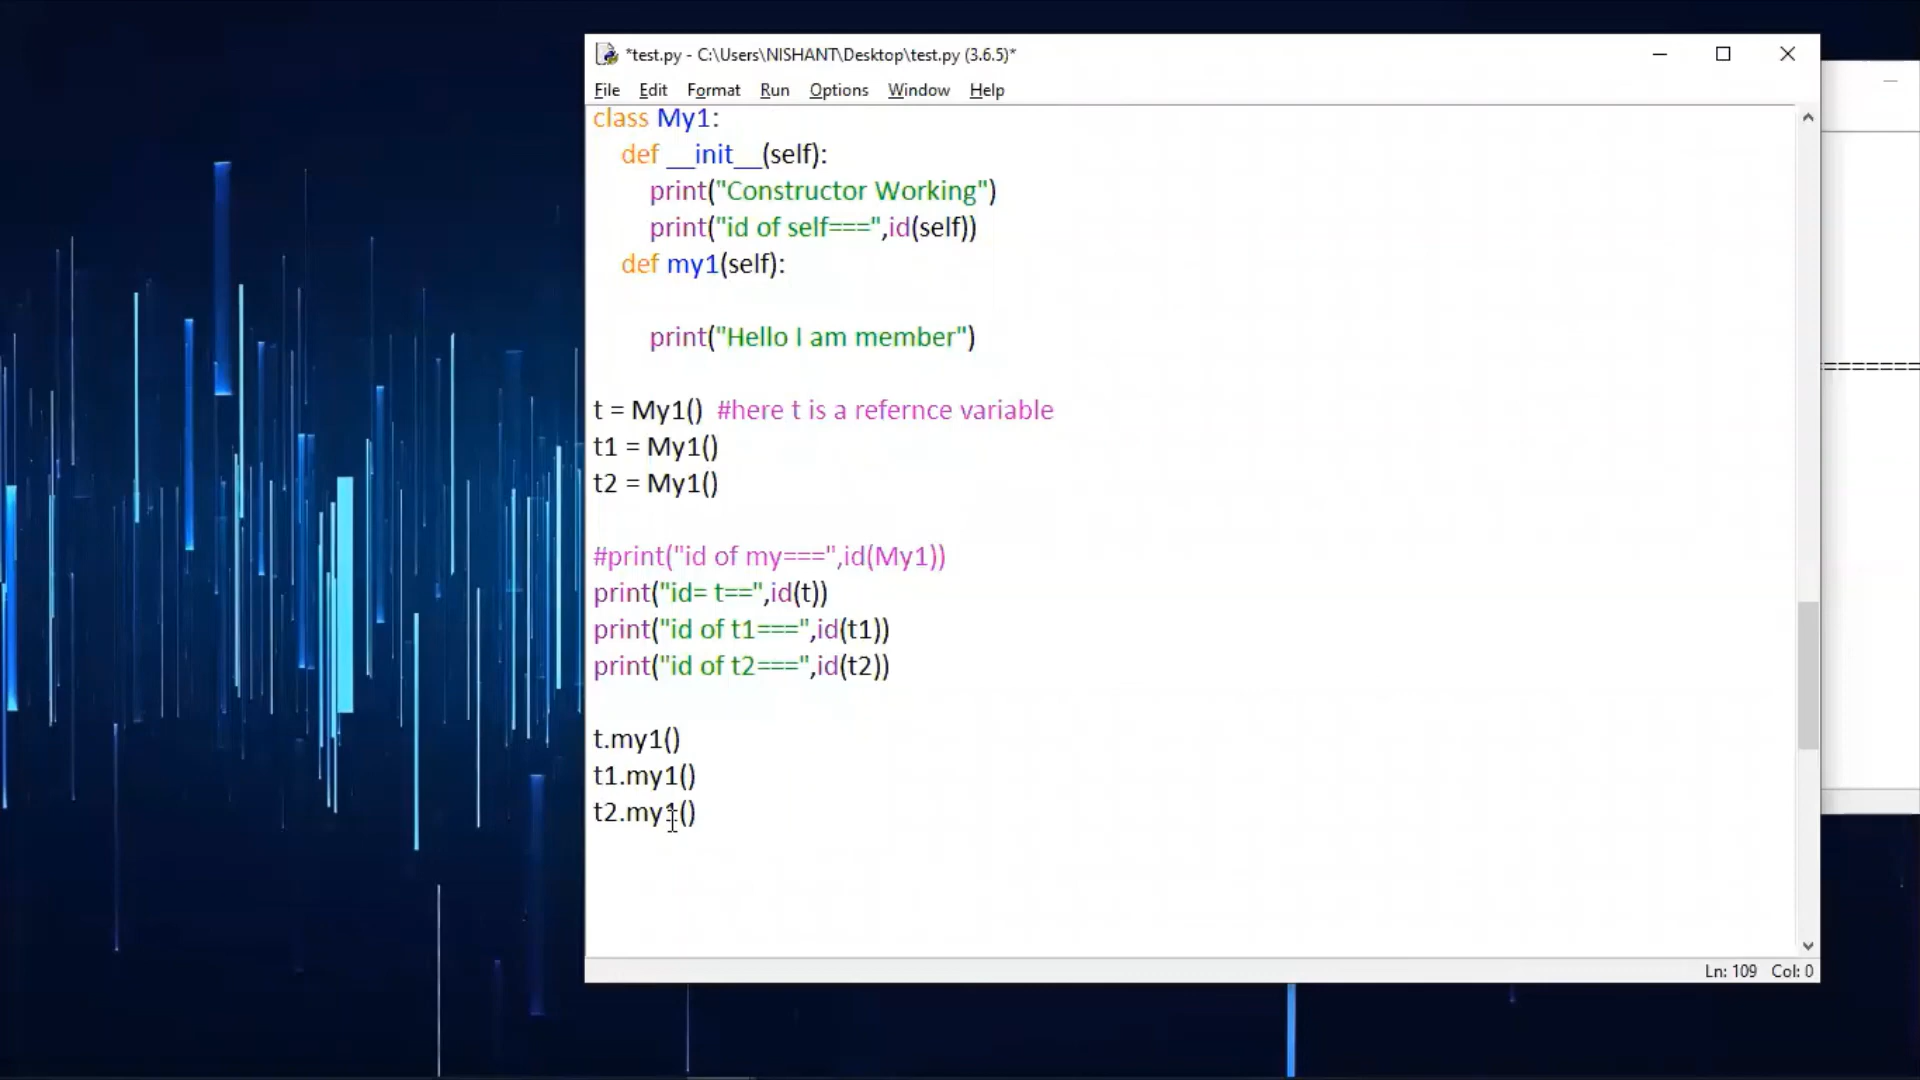 *test.py - C:\Users\NISHANT\Desktop\test.py (3.6.5)*
File Edit Format Run Options Window Help
class My1:
    def __init__(self):
        print("Constructor Working")
        print("id of self===",id(self))
    def my1(self):
        print("Hello I am member")
t = My1()  #here t is a refernce variable
t1 = My1()
t2 = My1()
#print("id of my===",id(My1))
print("id= t==",id(t))
print("id of t1===",id(t1))
print("id of t2===",id(t2))
t.my1()
t1.my1()
t2.my1()
Ln: 109 Col: 0
=======